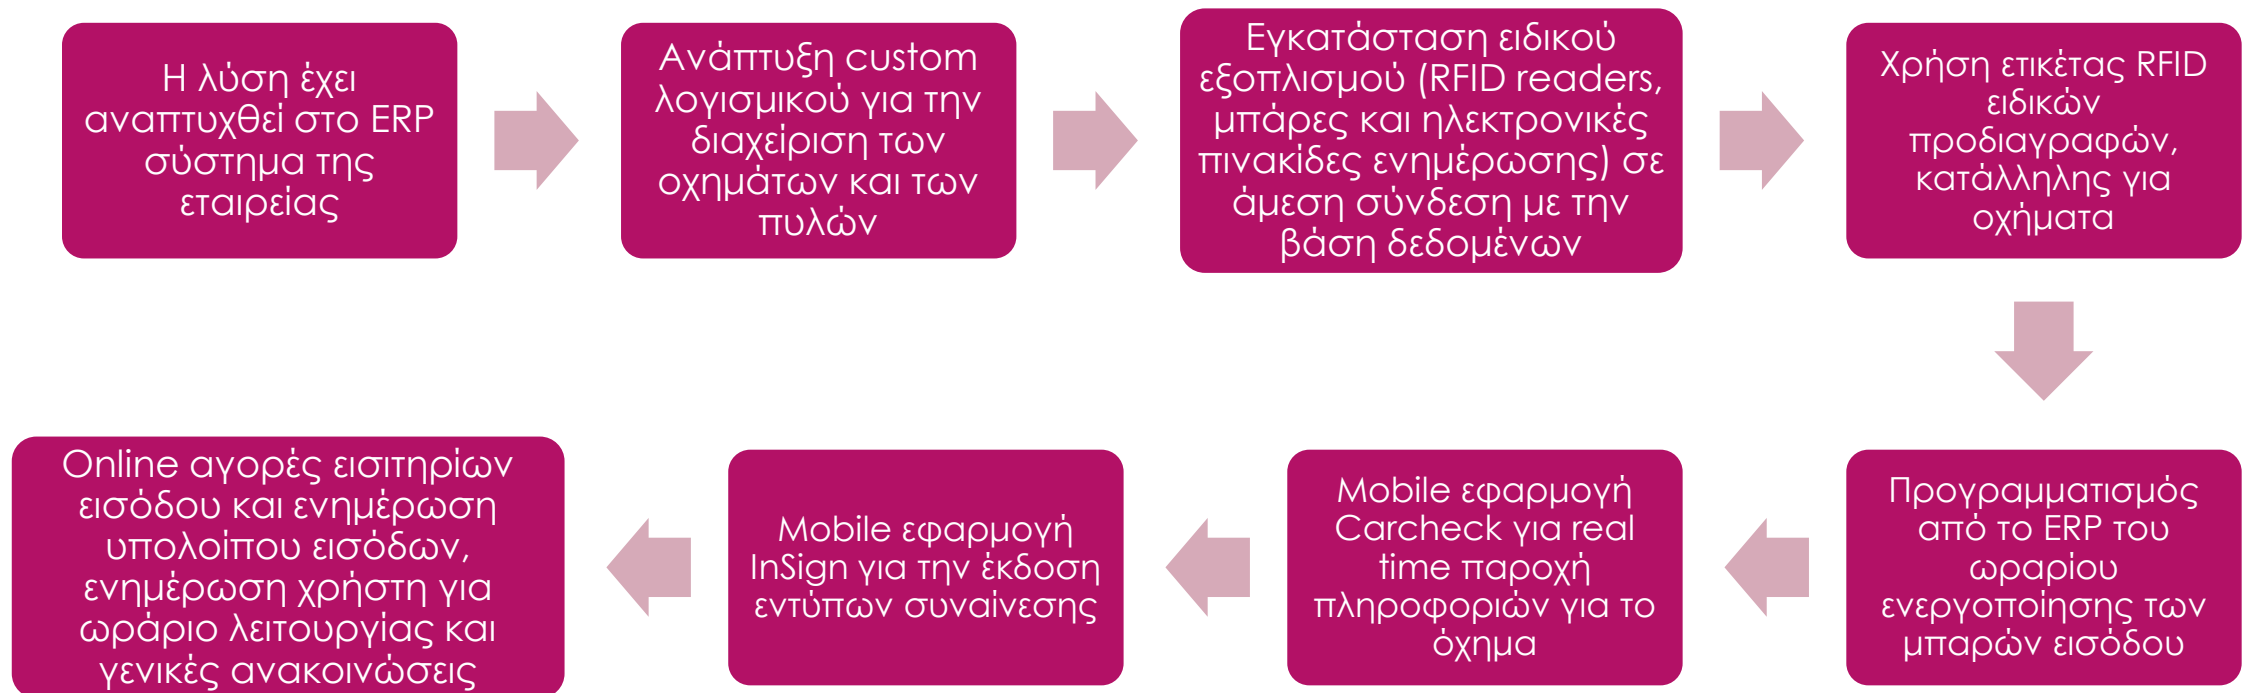 Η λύση έχει
αναπτυχθεί στο ERP
σύστημα της
εταιρείας
Ανάπτυξη custom
λογισμικού για την
διαχείριση των
οχημάτων και των
πυλών
Εγκατάσταση ειδικού
εξοπλισμού (RFID readers,
μπάρες και ηλεκτρονικές
πινακίδες ενημέρωσης) σε
άμεση σύνδεση με την
βάση δεδομένων
Χρήση ετικέτας RFID
ειδικών
προδιαγραφών,
κατάλληλης για
οχήματα
Προγραμματισμός
από το ERP του
ωραρίου
ενεργοποίησης των
μπαρών εισόδου
Mobile εφαρμογή
Carcheck για real
time παροχή
πληροφοριών για το
όχημα
Mobile εφαρμογή
InSign για την έκδοση
εντύπων συναίνεσης
Online αγορές εισιτηρίων
εισόδου και ενημέρωση
υπολοίπου εισόδων,
ενημέρωση χρήστη για
ωράριο λειτουργίας και
γενικές ανακοινώσεις